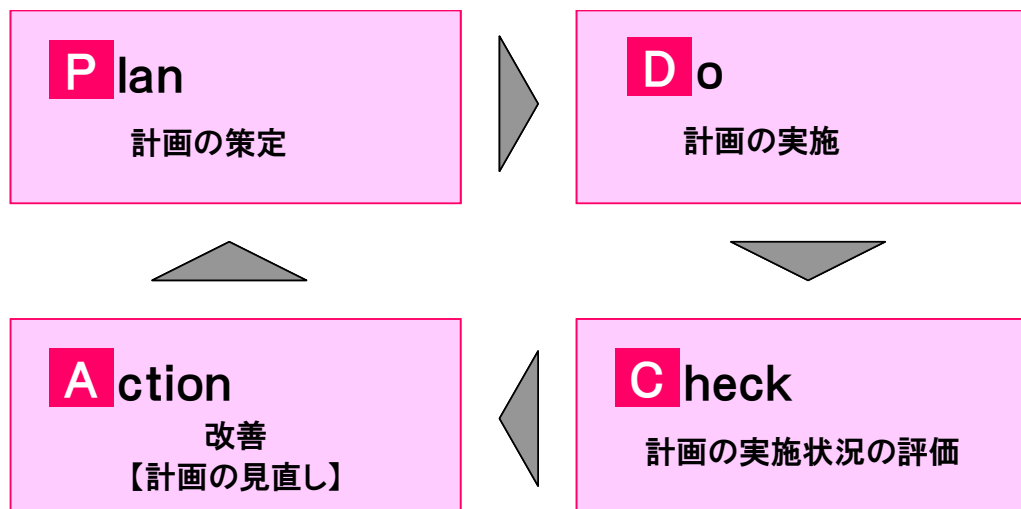 Plan
計画の策定
Do
計画の実施
Action
改善
【計画の見直し】
Check
計画の実施状況の評価